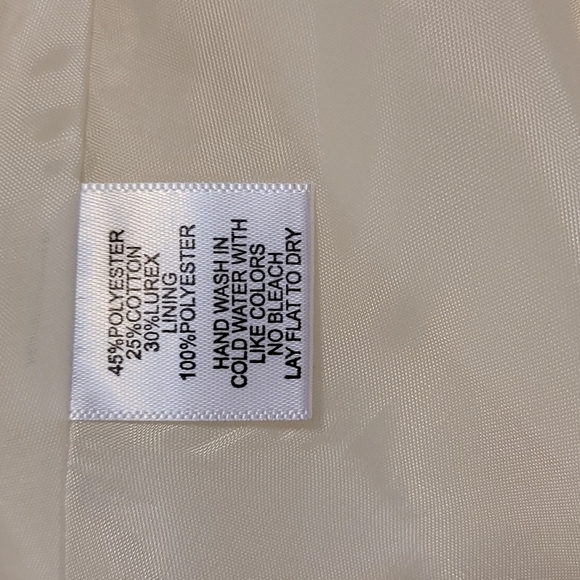 45%POLYESTER
25%COTTON
30%LUREX
LINING
100%POLYESTER
HAND WASH IN
COLD WATER WITH
LIKE COLORS
NO BLEACH
LAY FLAT TO DRY